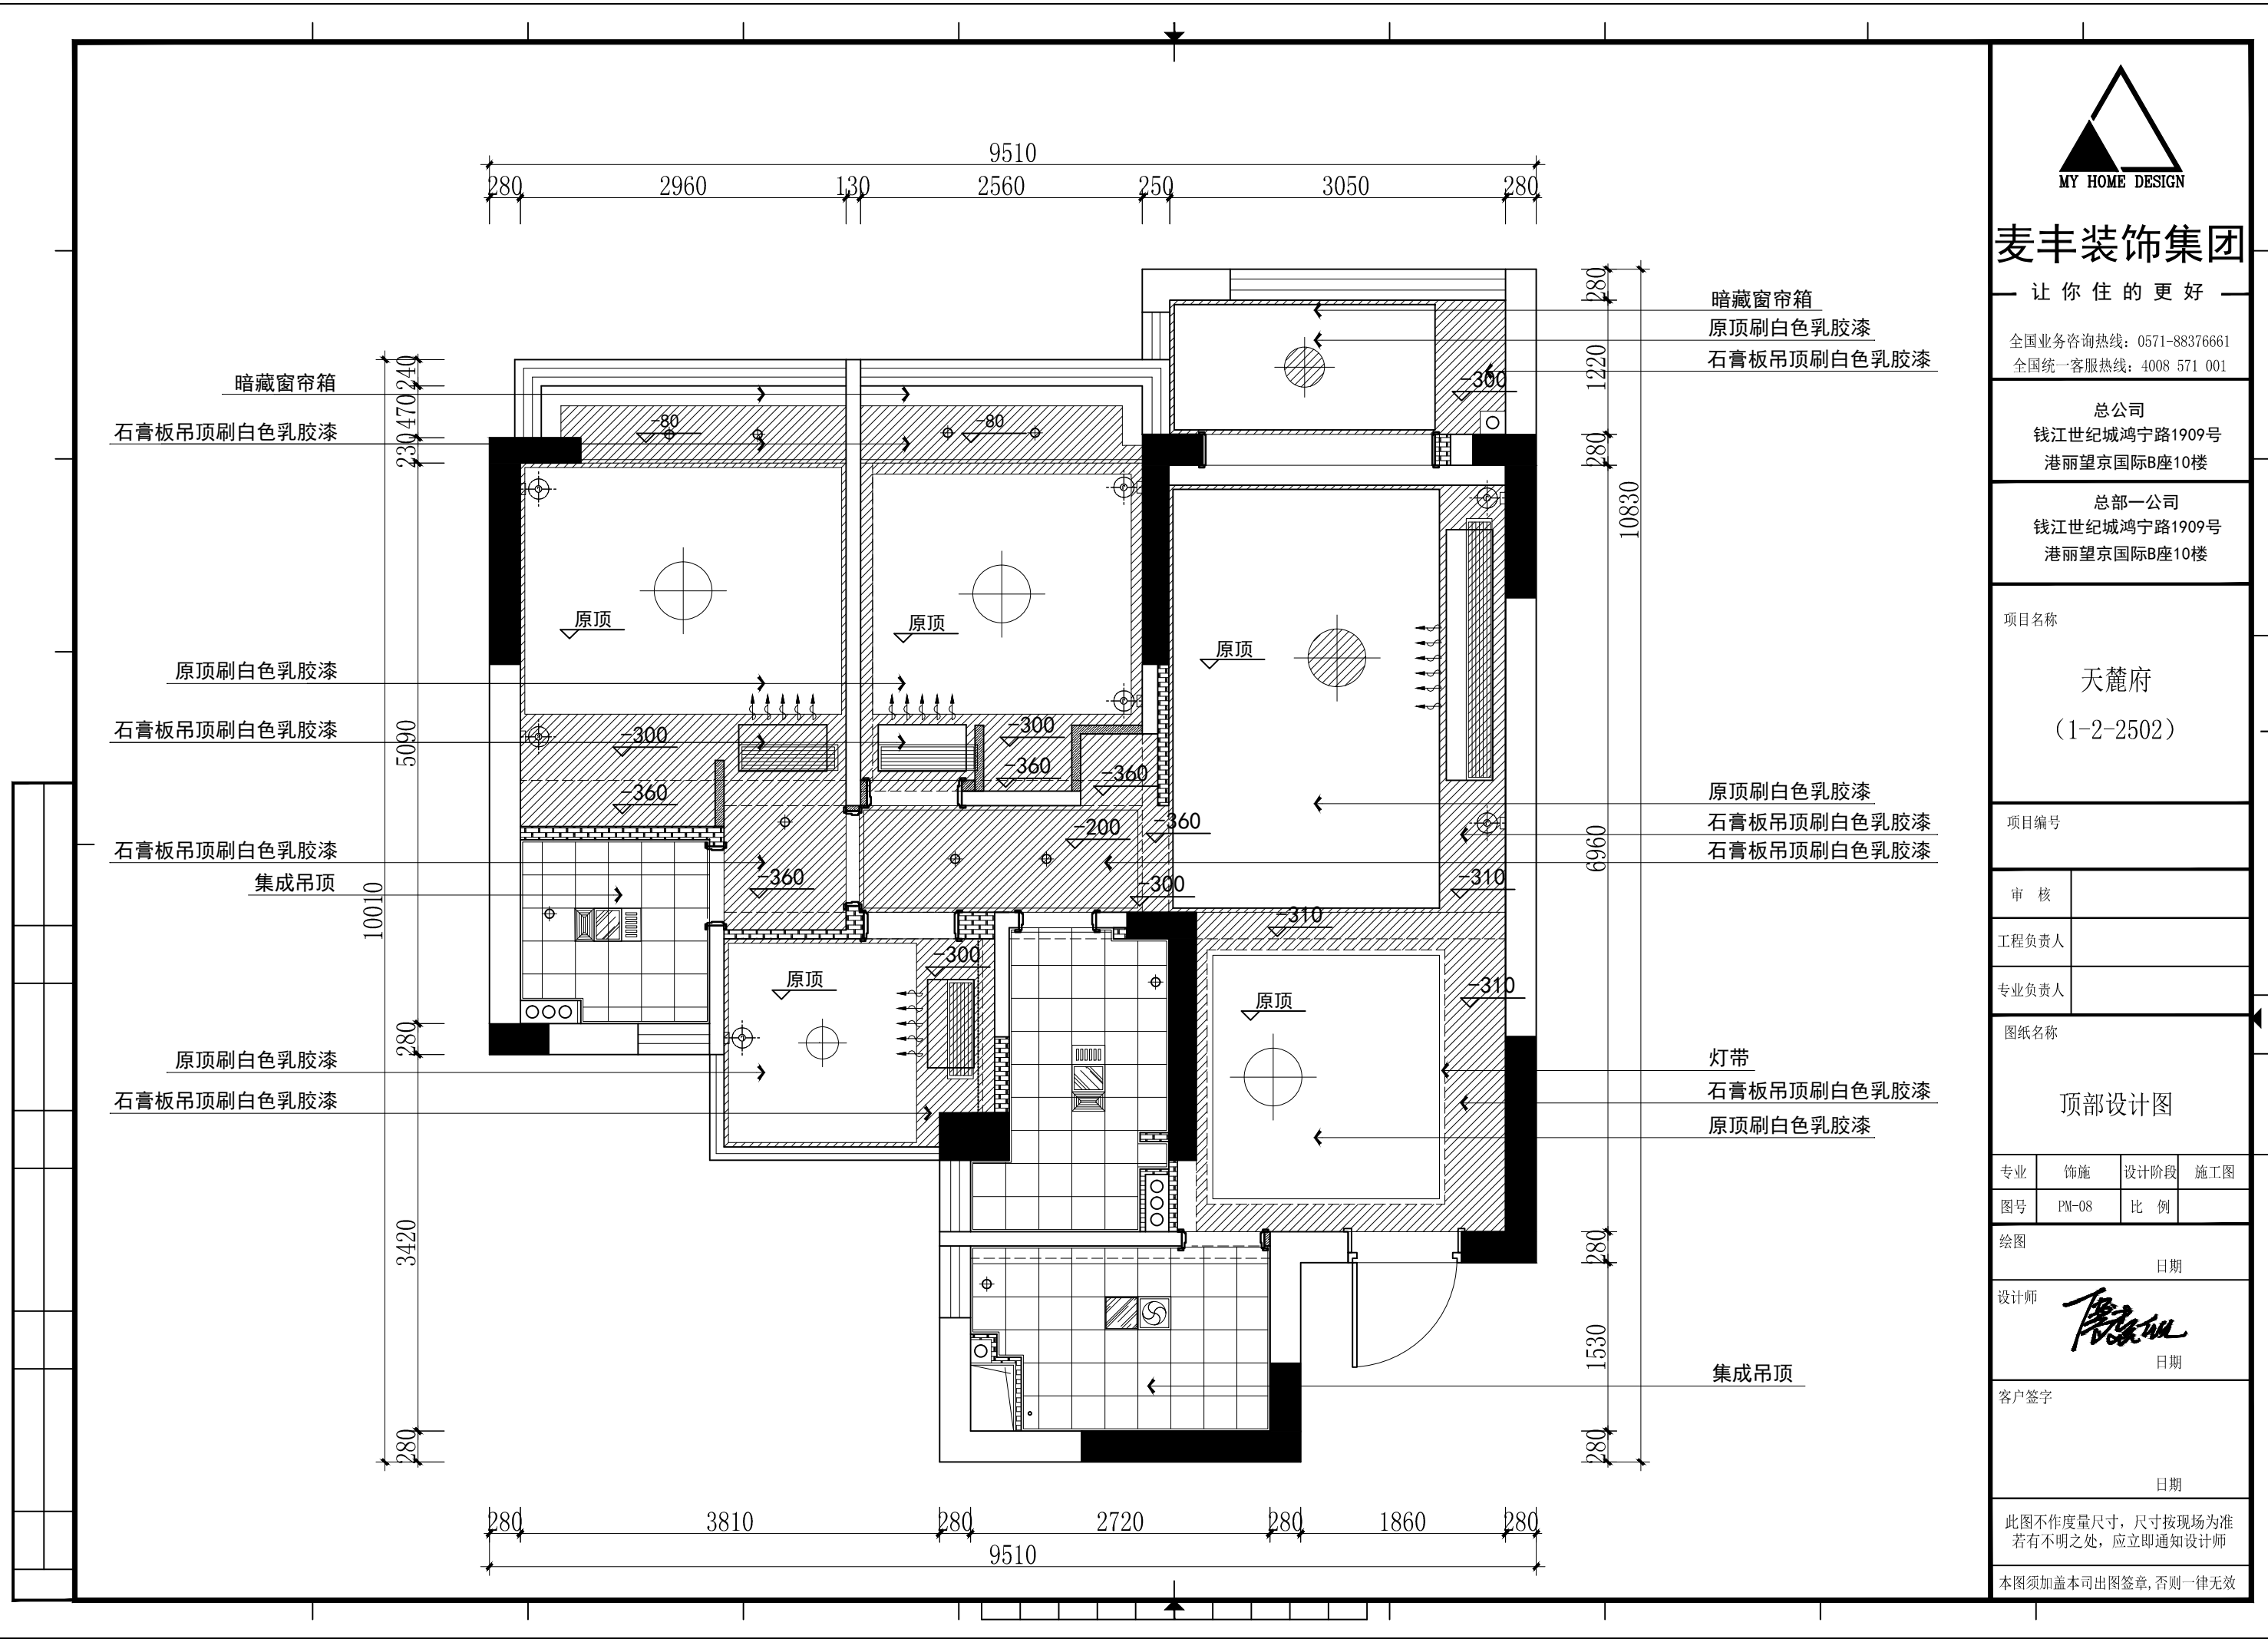 9510
280 2960 130 2560 250 3050 280
暗藏窗帘箱
原顶刷白色乳胶漆
石膏板吊顶刷白色乳胶漆
-300
暗藏窗帘箱
石膏板吊顶刷白色乳胶漆
-80
-80
原顶
原顶
原顶
原顶刷白色乳胶漆
石膏板吊顶刷白色乳胶漆
-300
-300
-360
-360
-360
-200
-360
原顶刷白色乳胶漆
石膏板吊顶刷白色乳胶漆
石膏板吊顶刷白色乳胶漆
石膏板吊顶刷白色乳胶漆
集成吊顶
-360
-300
-310
-310
-300
原顶
原顶
-310
原顶刷白色乳胶漆
石膏板吊顶刷白色乳胶漆
灯带
石膏板吊顶刷白色乳胶漆
原顶刷白色乳胶漆
集成吊顶
240
470
230
5090
280
3420
280
10010
280
1220
280
6960
280
1530
280
10830
280 3810 280 2720 280 1860 280
9510
MY HOME DESIGN
麦丰装饰集团
让你住的更好
全国业务咨询热线：0571-88376661
全国统一客服热线：4008 571 001
总公司
钱江世纪城鸿宁路1909号
港丽望京国际B座10楼
总部一公司
钱江世纪城鸿宁路1909号
港丽望京国际B座10楼
项目名称
天麓府
（1-2-2502）
项目编号
审 核
工程负责人
专业负责人
图纸名称
顶部设计图
专业 饰施 设计阶段 施工图
图号 PM-08 比 例
绘图
日期
设计师
日期
客户签字
日期
此图不作度量尺寸，尺寸按现场为准
若有不明之处，应立即通知设计师
本图须加盖本司出图签章,否则一律无效